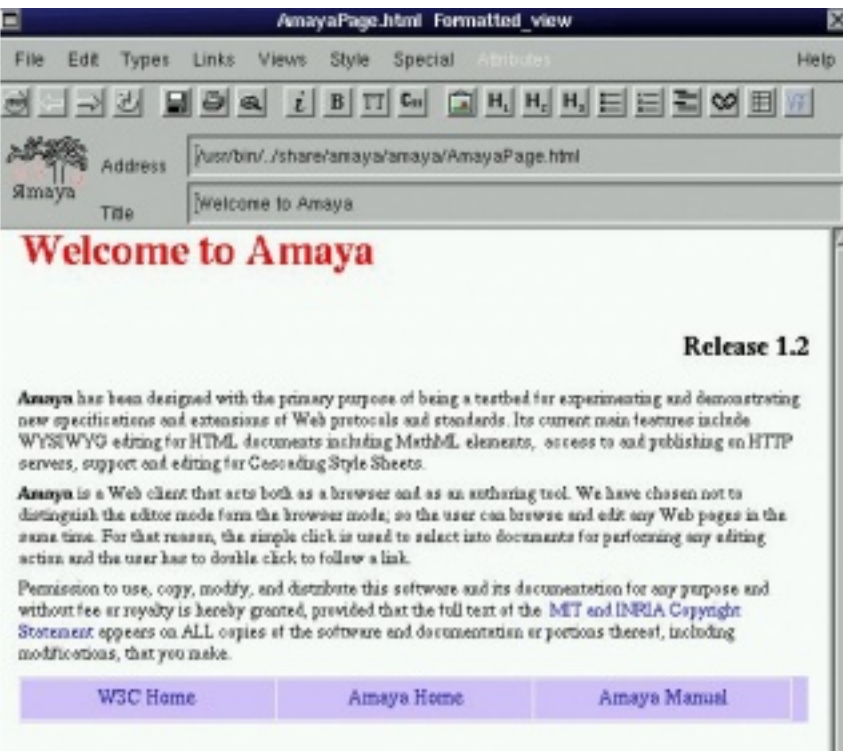 AmayaPage.html Formatted_view
File Edit Types Links Views Style Special Attributes Help
i B TT H1 H2 H3
Amaya
Address /usr/bin/../share/amaya/amaya/AmayaPage.html
Title Welcome to Amaya
Welcome to Amaya
Release 1.2
Amaya has been designed with the primary purpose of being a testbed for experimenting and demonstrating
new specifications and extensions of Web protocols and standards. Its current main features include
WYSIWYG editing for HTML documents including MathML elements, access to and publishing on HTTP
servers, support and editing for Cascading Style Sheets.
Amaya is a Web client that acts both as a browser and as an authoring tool. We have chosen not to
distinguish the editor mode form the browser mode; so the user can browse and edit any Web pages in the
same time. For that reason, the simple click is used to select into documents for performing any editing
action and the user has to double click to follow a link.
Permission to use, copy, modify, and distribute this software and its documentation for any purpose and
without fee or royalty is hereby granted, provided that the full text of the MIT and INRIA Copyright
Statement appears on ALL copies of the software and documentation or portions thereof, including
modifications, that you make.
W3C Home Amaya Home Amaya Manual